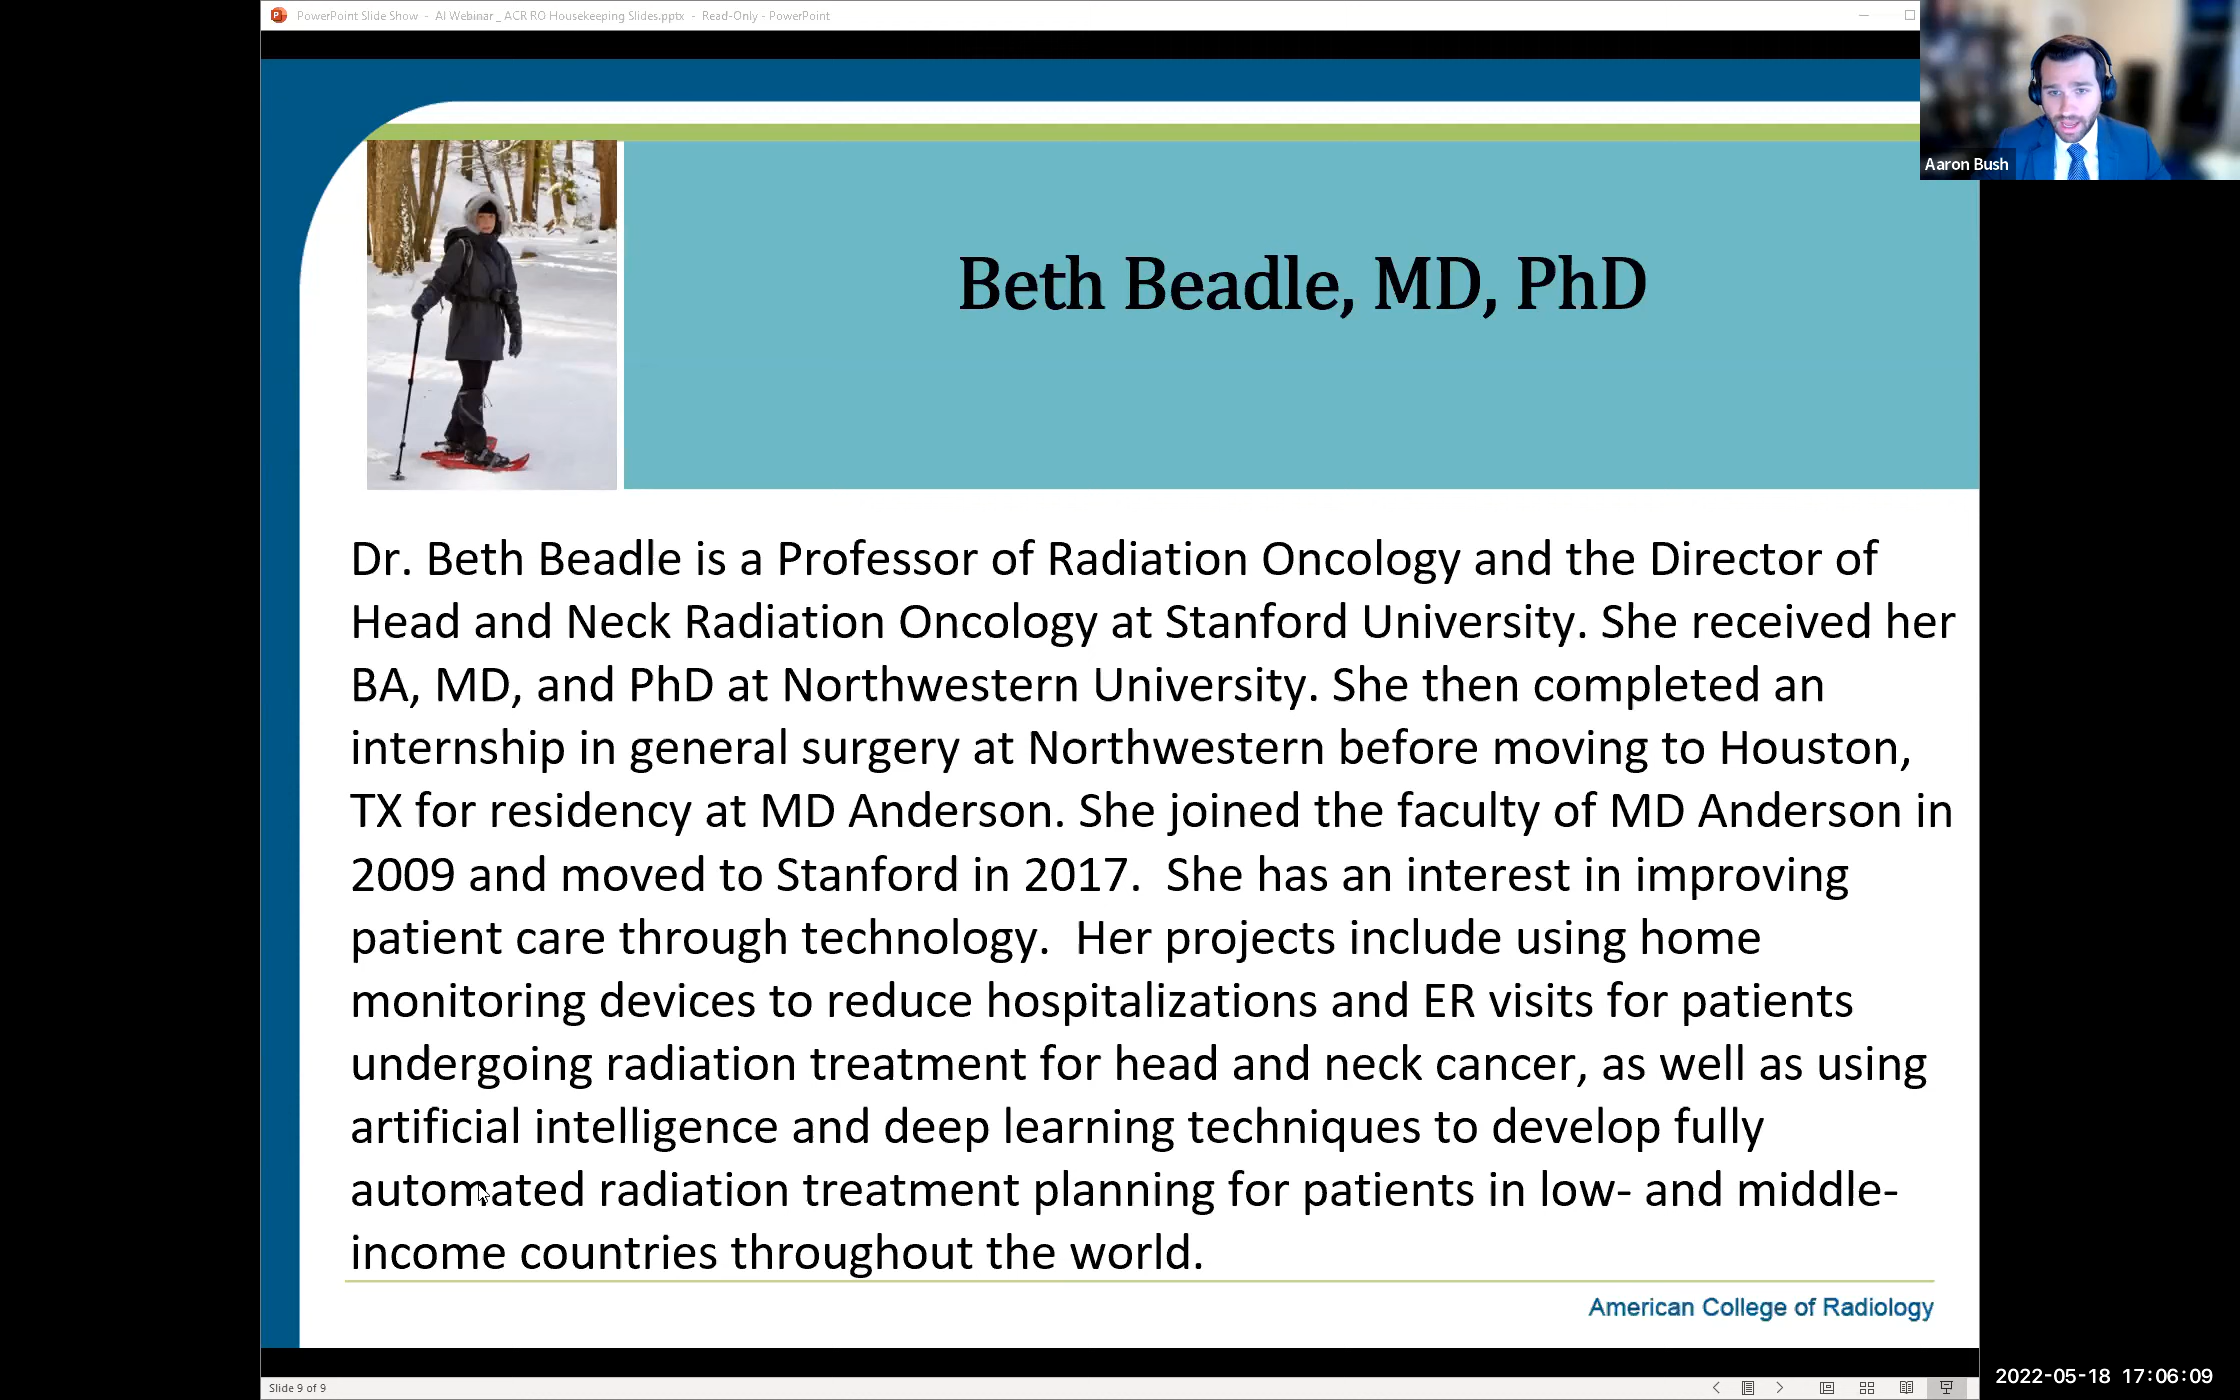 PowerPoint Slide Show - AI Webinar _ ACR RO Housekeeping Slides.pptx - Read-Only - PowerPoint
Aaron Bush
Beth Beadle, MD, PhD
Dr. Beth Beadle is a Professor of Radiation Oncology and the Director of
Head and Neck Radiation Oncology at Stanford University. She received her
BA, MD, and PhD at Northwestern University. She then completed an
internship in general surgery at Northwestern before moving to Houston,
TX for residency at MD Anderson. She joined the faculty of MD Anderson in
2009 and moved to Stanford in 2017.  She has an interest in improving
patient care through technology.  Her projects include using home
monitoring devices to reduce hospitalizations and ER visits for patients
undergoing radiation treatment for head and neck cancer, as well as using
artificial intelligence and deep learning techniques to develop fully
automated radiation treatment planning for patients in low- and middle-
income countries throughout the world.
American College of Radiology
Slide 9 of 9
2022-05-18 17:06:09